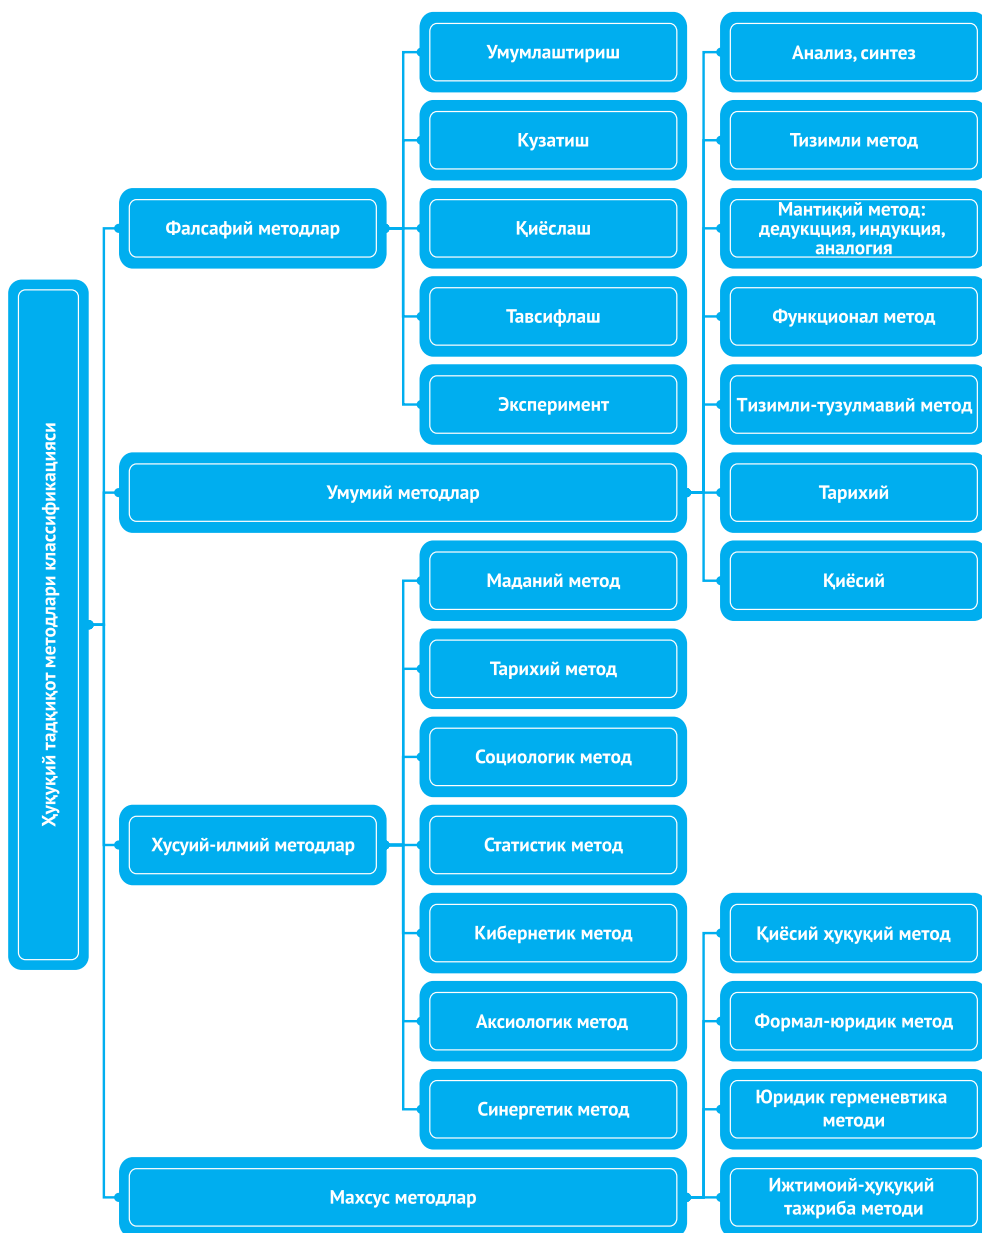 Ҳуқуқий тадқиқот методлари классификацияси
Фалсафий методлар
Умумлаштириш
Кузатиш
Қиёслаш
Тавсифлаш
Эксперимент
Умумий методлар
Анализ, синтез
Тизимли метод
Мантиқий метод:
дедукцция, индукция,
аналогия
Функционал метод
Тизимли-тузулмавий метод
Тарихий
Қиёсий
Хусуий-илмий методлар
Маданий метод
Тарихий метод
Социологик метод
Статистик метод
Кибернетик метод
Аксиологик метод
Синергетик метод
Махсус методлар
Қиёсий ҳуқуқий метод
Формал-юридик метод
Юридик герменевтика
методи
Ижтимоий-ҳуқуқий
тажриба методи